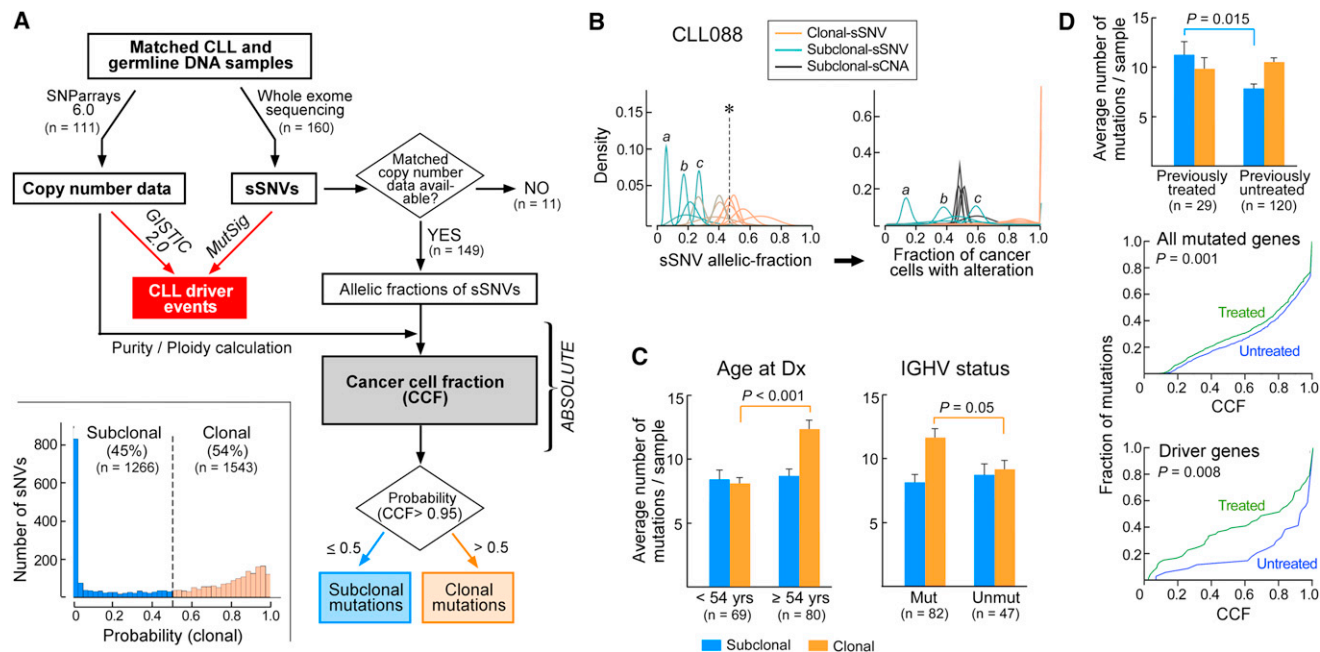 A
Matched CLL and
germline DNA samples
SNParrays
6.0
(n = 111)
Whole exome
sequencing
(n = 160)
Copy number data
sSNVs
Matched
copy number
data avail-
able?
NO
(n = 11)
GISTIC
2.0
MutSig
YES
(n = 149)
CLL driver
events
Allelic fractions of sSNVs
Purity / Ploidy calculation
Cancer cell fraction
(CCF)
ABSOLUTE
Probability
(CCF> 0.95)
≤ 0.5
> 0.5
Subclonal
mutations
Clonal
mutations
Subclonal
(45%)
(n = 1266)
Clonal
(54%)
(n = 1543)
Number of sNVs
800
600
400
200
0 0.2 0.4 0.6 0.8 1.0
Probability (clonal)
B
CLL088
Clonal-sSNV
Subclonal-sSNV
Subclonal-sCNA
Density
0.15
0.10
0.05
a
b
c
*
0 0.2 0.4 0.6 0.8 1.0
sSNV allelic-fraction
0.6
0.4
0.2
a
b
c
0 0.2 0.4 0.6 0.8 1.0
Fraction of cancer
cells with alteration
C
Age at Dx
P < 0.001
Average number of
mutations / sample
15
10
5
< 54 yrs
(n = 69)
≥ 54 yrs
(n = 80)
IGHV status
P = 0.05
15
10
5
Mut
(n = 82)
Unmut
(n = 47)
Subclonal
Clonal
D
P = 0.015
Average number of
mutations / sample
15
10
5
Previously
treated
(n = 29)
Previously
untreated
(n = 120)
Fraction of mutations
All mutated genes
P = 0.001
1.0
0.8
0.6
0.4
0.2
Treated
Untreated
0 0.2 0.4 0.6 0.8 1.0
CCF
Driver genes
P = 0.008
1.0
0.8
0.6
0.4
0.2
Treated
Untreated
0 0.2 0.4 0.6 0.8 1.0
CCF